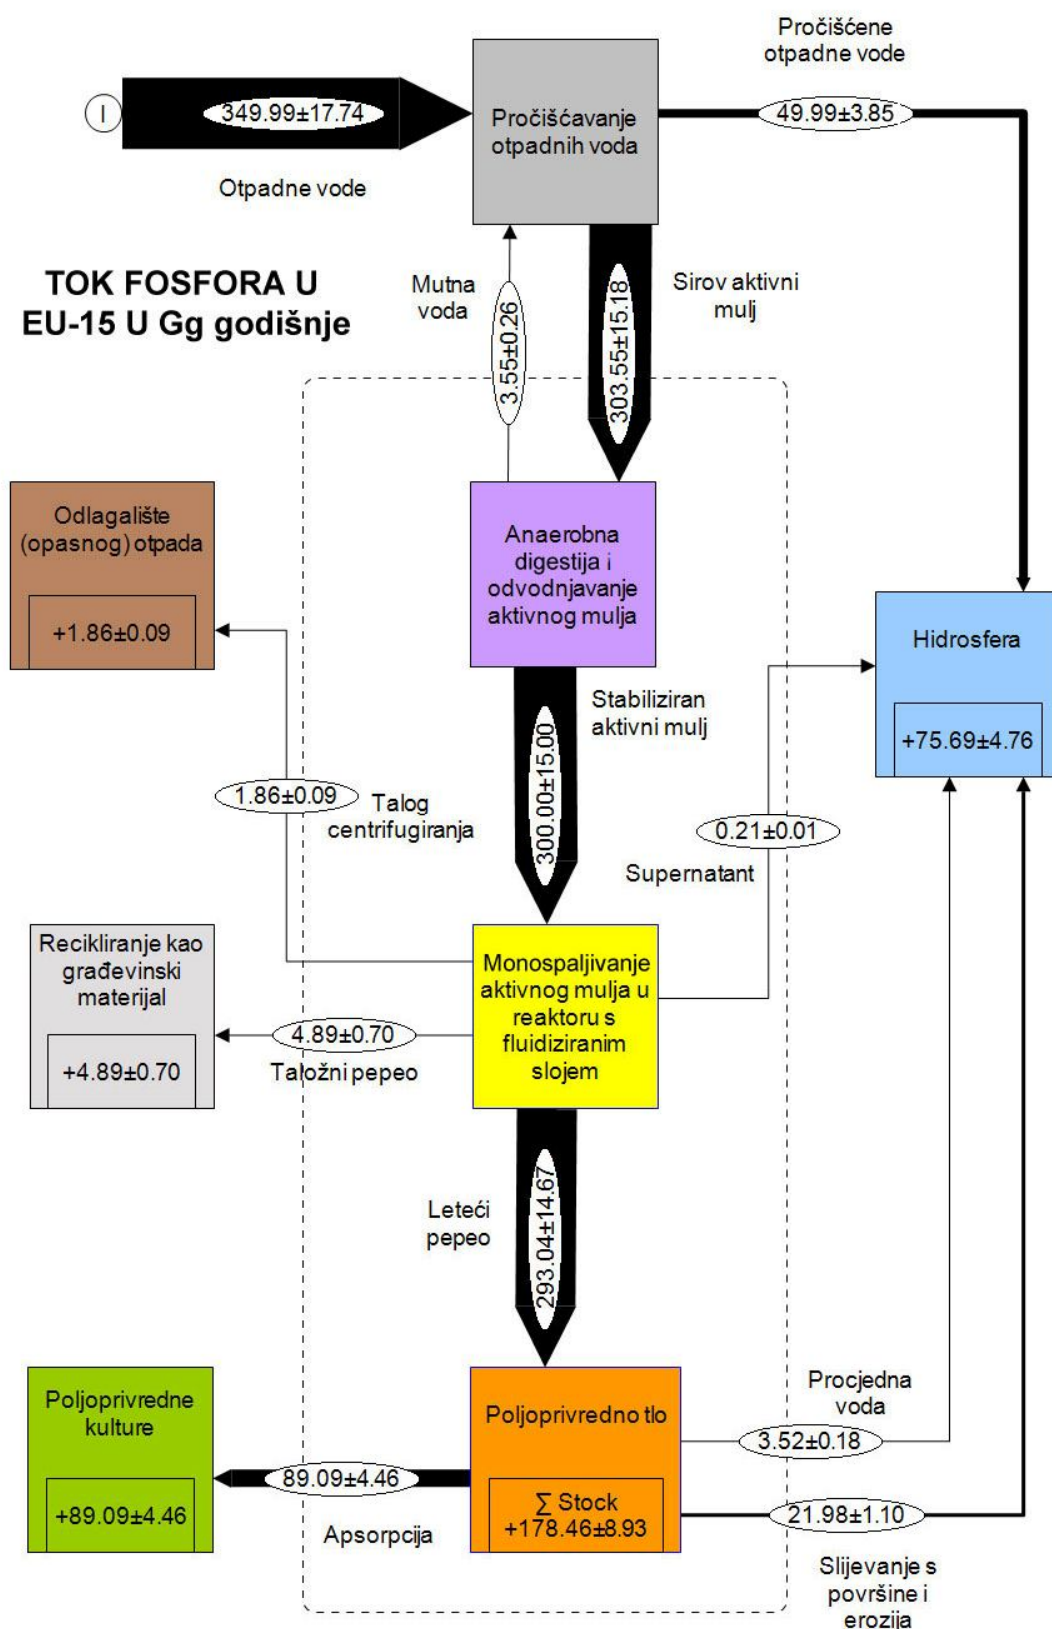 Pročišćene
otpadne vode
I
349.99±17.74
Pročišćavanje
otpadnih voda
49.99±3.85
Otpadne vode
TOK FOSFORA U
EU-15 U Gg godišnje
Mutna
voda
3.55±0.26
303.55±15.18
Sirov aktivni
mulj
Odlagalište
(opasnog) otpada
+1.86±0.09
Anaerobna
digestija i
odvodnjavanje
aktivnog mulja
Hidrosfera
+75.69±4.76
Stabiliziran
aktivni mulj
300.00±15.00
1.86±0.09
Talog
centrifugiranja
0.21±0.01
Supernatant
Recikliranje kao
građevinski
materijal
+4.89±0.70
4.89±0.70
Taložni pepeo
Monospaljivanje
aktivnog mulja u
reaktoru s
fluidiziranim
slojem
Leteći
pepeo
293.04±14.67
Poljoprivredne
kulture
+89.09±4.46
89.09±4.46
Apsorpcija
Poljoprivredno tlo
∑ Stock
+178.46±8.93
Procjedna
voda
3.52±0.18
21.98±1.10
Slijevanje s
površine i
erozija